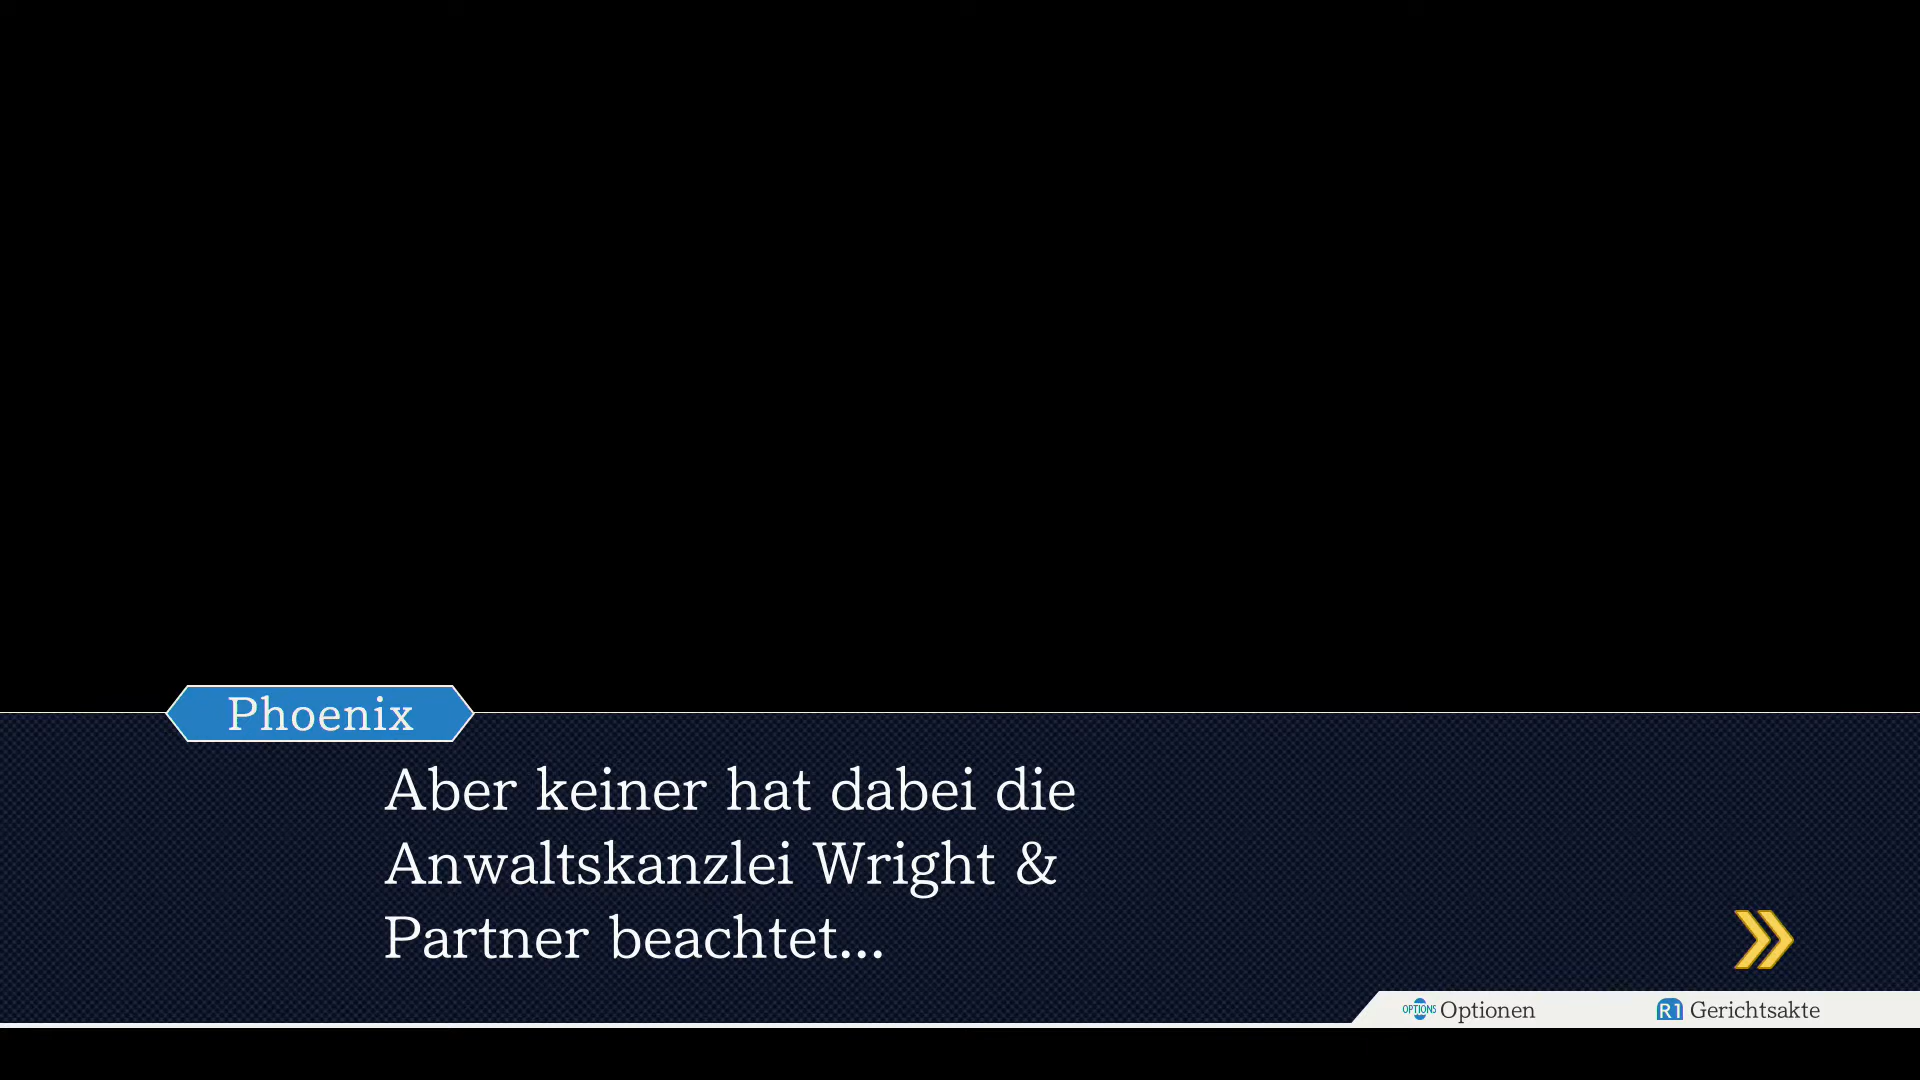 Phoenix
Aber keiner hat dabei die
Anwaltskanzlei Wright &
Partner beachtet...
OPTIONS Optionen
R1 Gerichtsakte